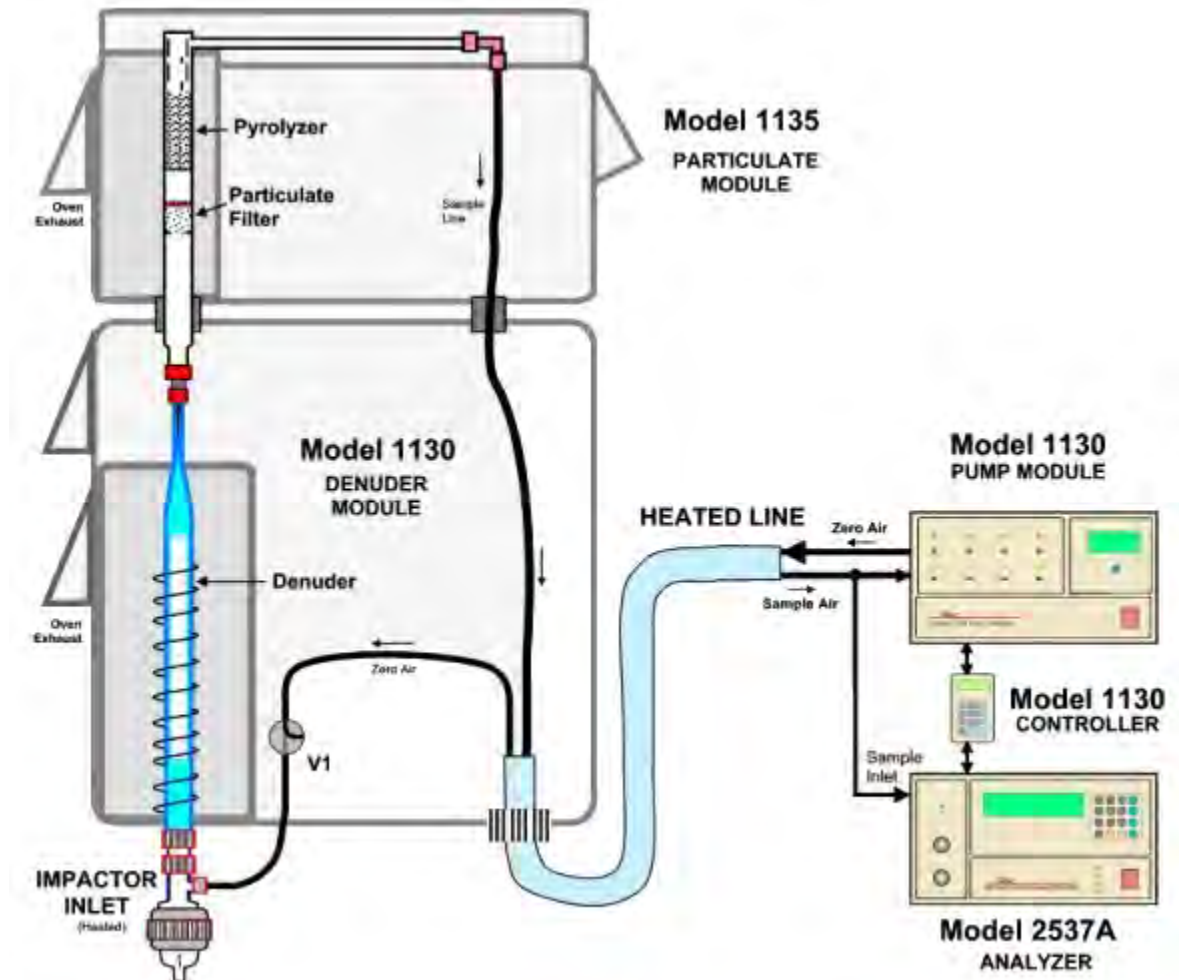 Pyrolyzer
Particulate
Filter
Oven
Exhaust
Sample
Line
Model 1135
PARTICULATE
MODULE
Model 1130
DENUDER
MODULE
Denuder
Oven
Exhaust
Zero Air
V1
IMPACTOR
INLET
(Heated)
HEATED LINE
Zero Air
Sample Air
Model 1130
PUMP MODULE
Model 1130
CONTROLLER
Sample
Inlet
Model 2537A
ANALYZER